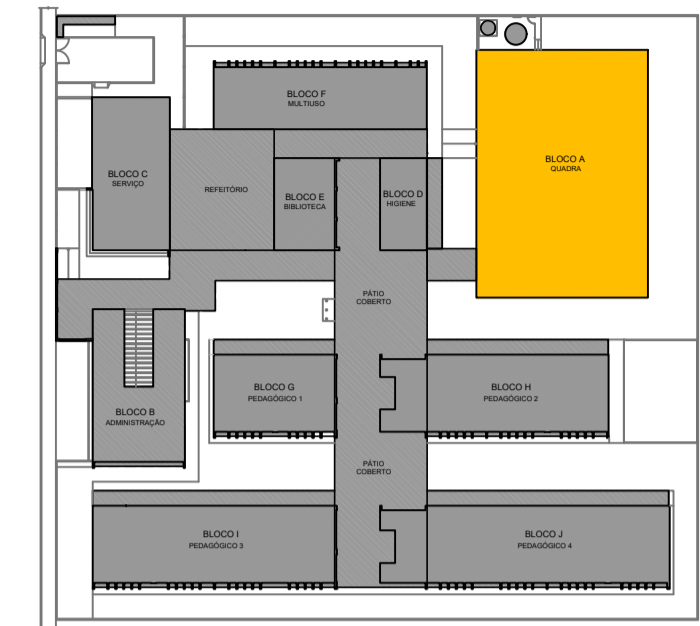 BLOCO F
MULTIUSO
BLOCO A
QUADRA
BLOCO C
SERVIÇO
REFEITÓRIO
BLOCO E
BIBLIOTECA
BLOCO D
HIGIENE
PÁTIO
COBERTO
BLOCO G
PEDAGÓGICO 1
BLOCO H
PEDAGÓGICO 2
BLOCO B
ADMINISTRAÇÃO
PÁTIO
COBERTO
BLOCO I
PEDAGÓGICO 3
BLOCO J
PEDAGÓGICO 4